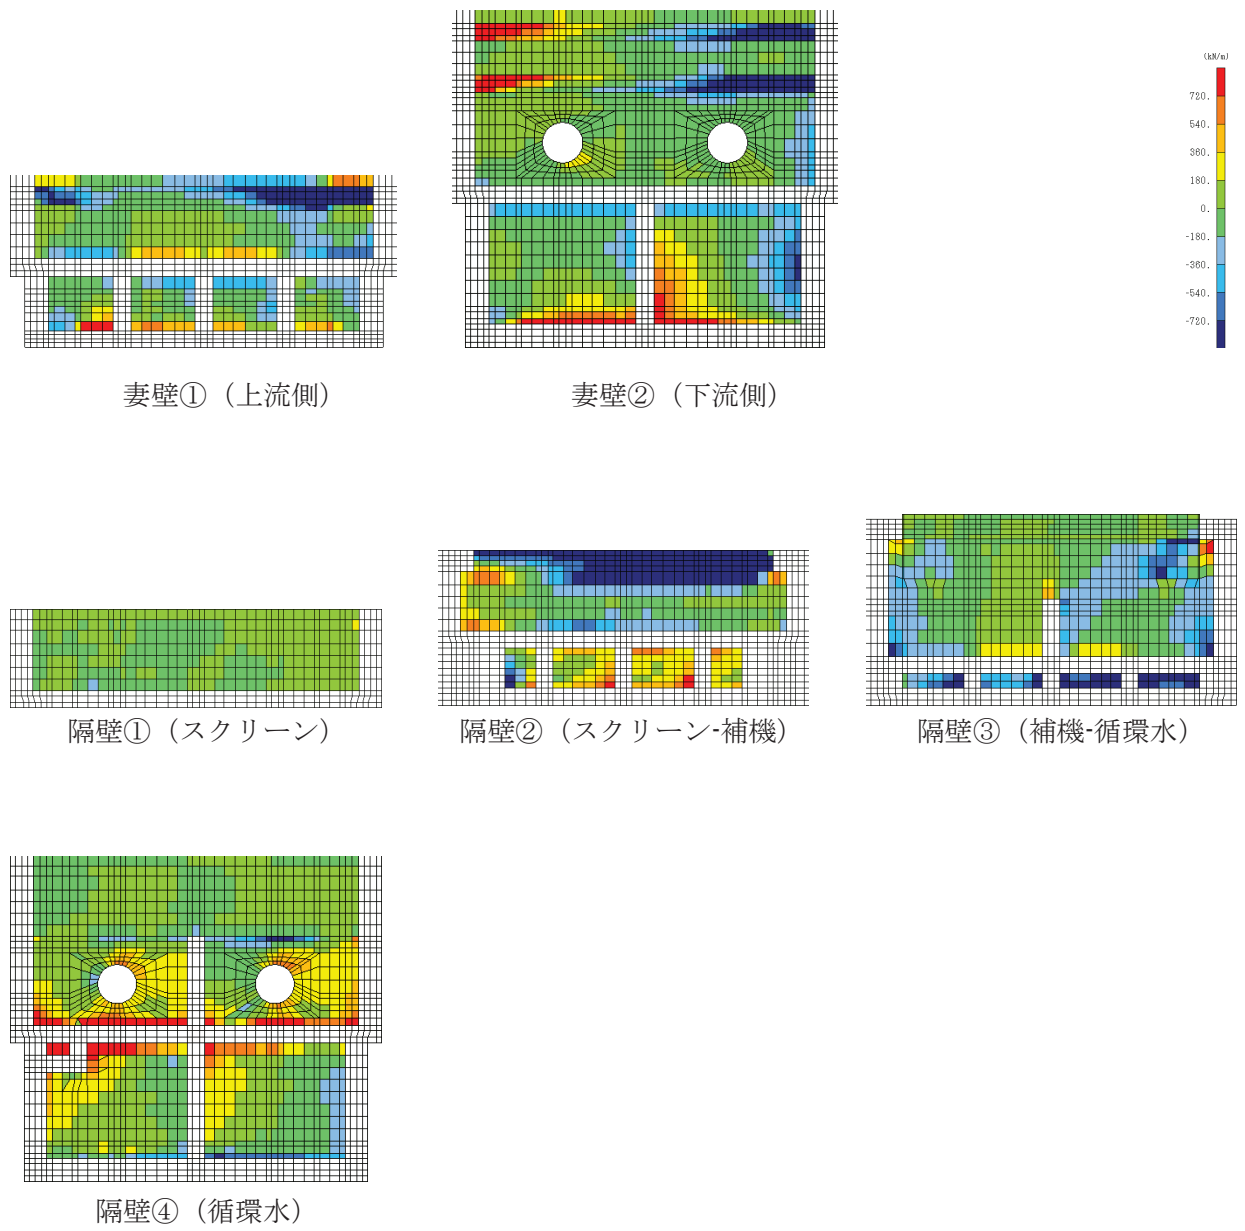 (kN/m)
720.
540.
360.
180.
0.
-180.
-360.
-540.
-720.
妻壁①（上流側）
妻壁②（下流側）
隔壁①（スクリーン）
隔壁②（スクリーン-補機）
隔壁③（補機-循環水）
隔壁④（循環水）